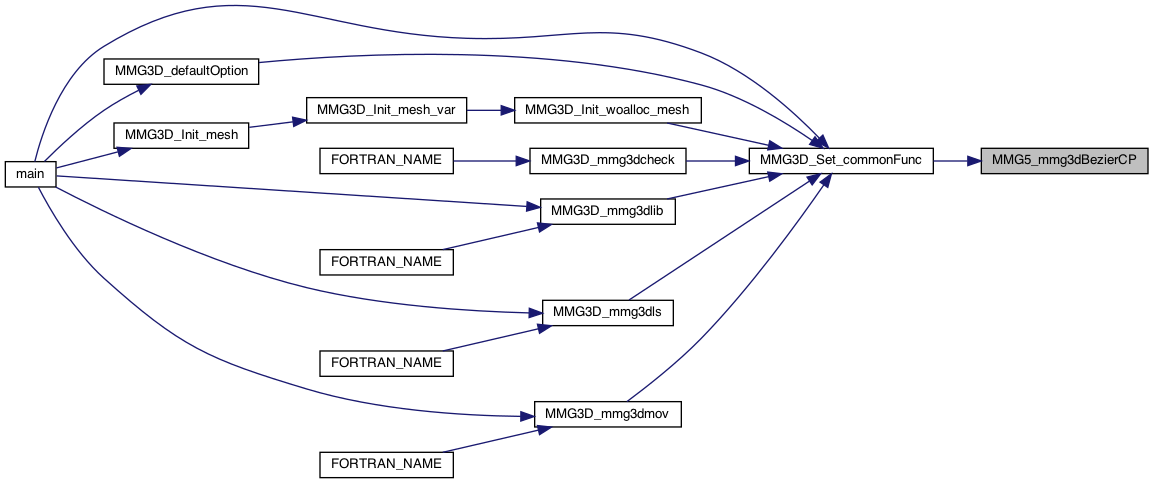 MMG3D_defaultOption
MMG3D_Init_mesh_var
MMG3D_Init_woalloc_mesh
MMG3D_Init_mesh
FORTRAN_NAME
MMG3D_mmg3dcheck
MMG3D_Set_commonFunc
MMG5_mmg3dBezierCP
main
MMG3D_mmg3dlib
FORTRAN_NAME
MMG3D_mmg3dls
FORTRAN_NAME
MMG3D_mmg3dmov
FORTRAN_NAME